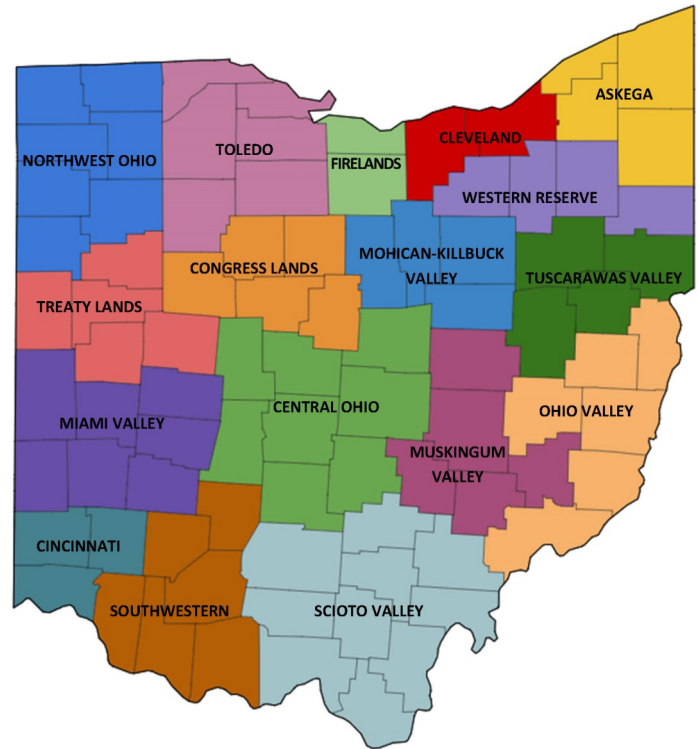 ASKEGA
CLEVELAND
TOLEDO
NORTHWEST OHIO
FIRELANDS
WESTERN RESERVE
MOHICAN-KILLBUCK
VALLEY
CONGRESS LANDS
TUSCARAWAS VALLEY
TREATY LANDS
CENTRAL OHIO
OHIO VALLEY
MIAMI VALLEY
MUSKINGUM
VALLEY
CINCINNATI
SOUTHWESTERN
SCIOTO VALLEY